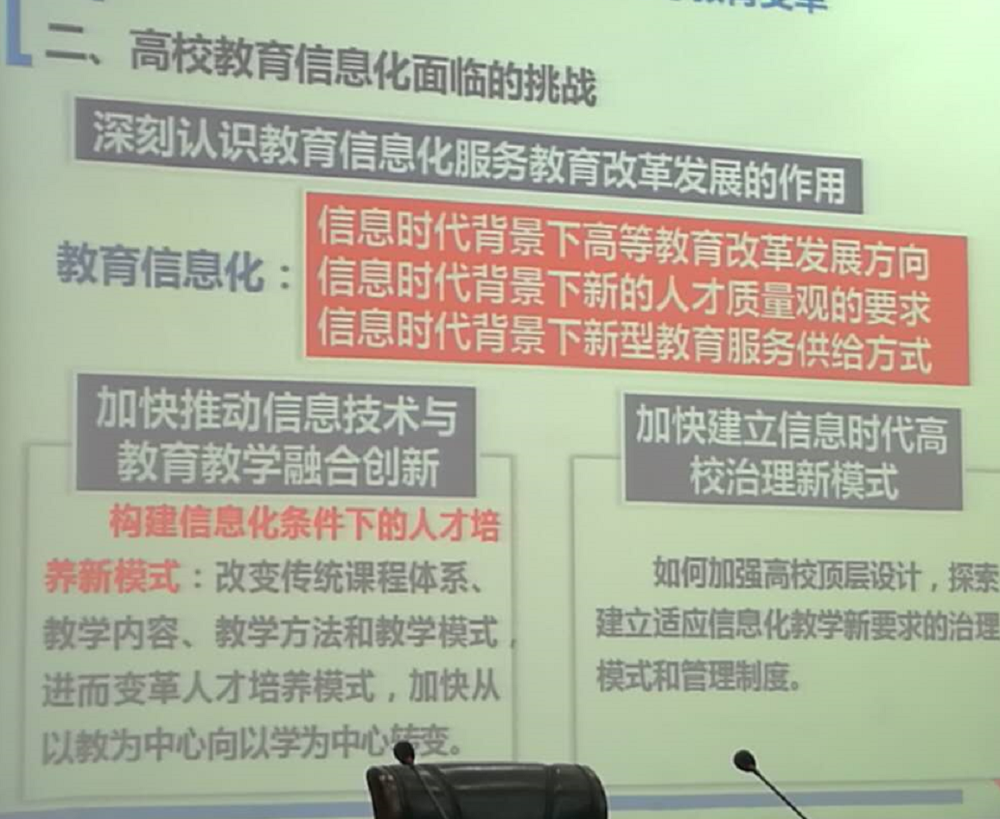 教育变革
二、高校教育信息化面临的挑战
深刻认识教育信息化服务教育改革发展的作用
教育信息化：
信息时代背景下高等教育改革发展方向
信息时代背景下新的人才质量观的要求
信息时代背景下新型教育服务供给方式
加快推动信息技术与
教育教学融合创新
构建信息化条件下的人才培
养新模式：改变传统课程体系、
教学内容、教学方法和教学模式，
进而变革人才培养模式，加快从
以教为中心向以学为中心转变。
加快建立信息时代高
校治理新模式
如何加强高校顶层设计，探索
建立适应信息化教学新要求的治理
模式和管理制度。